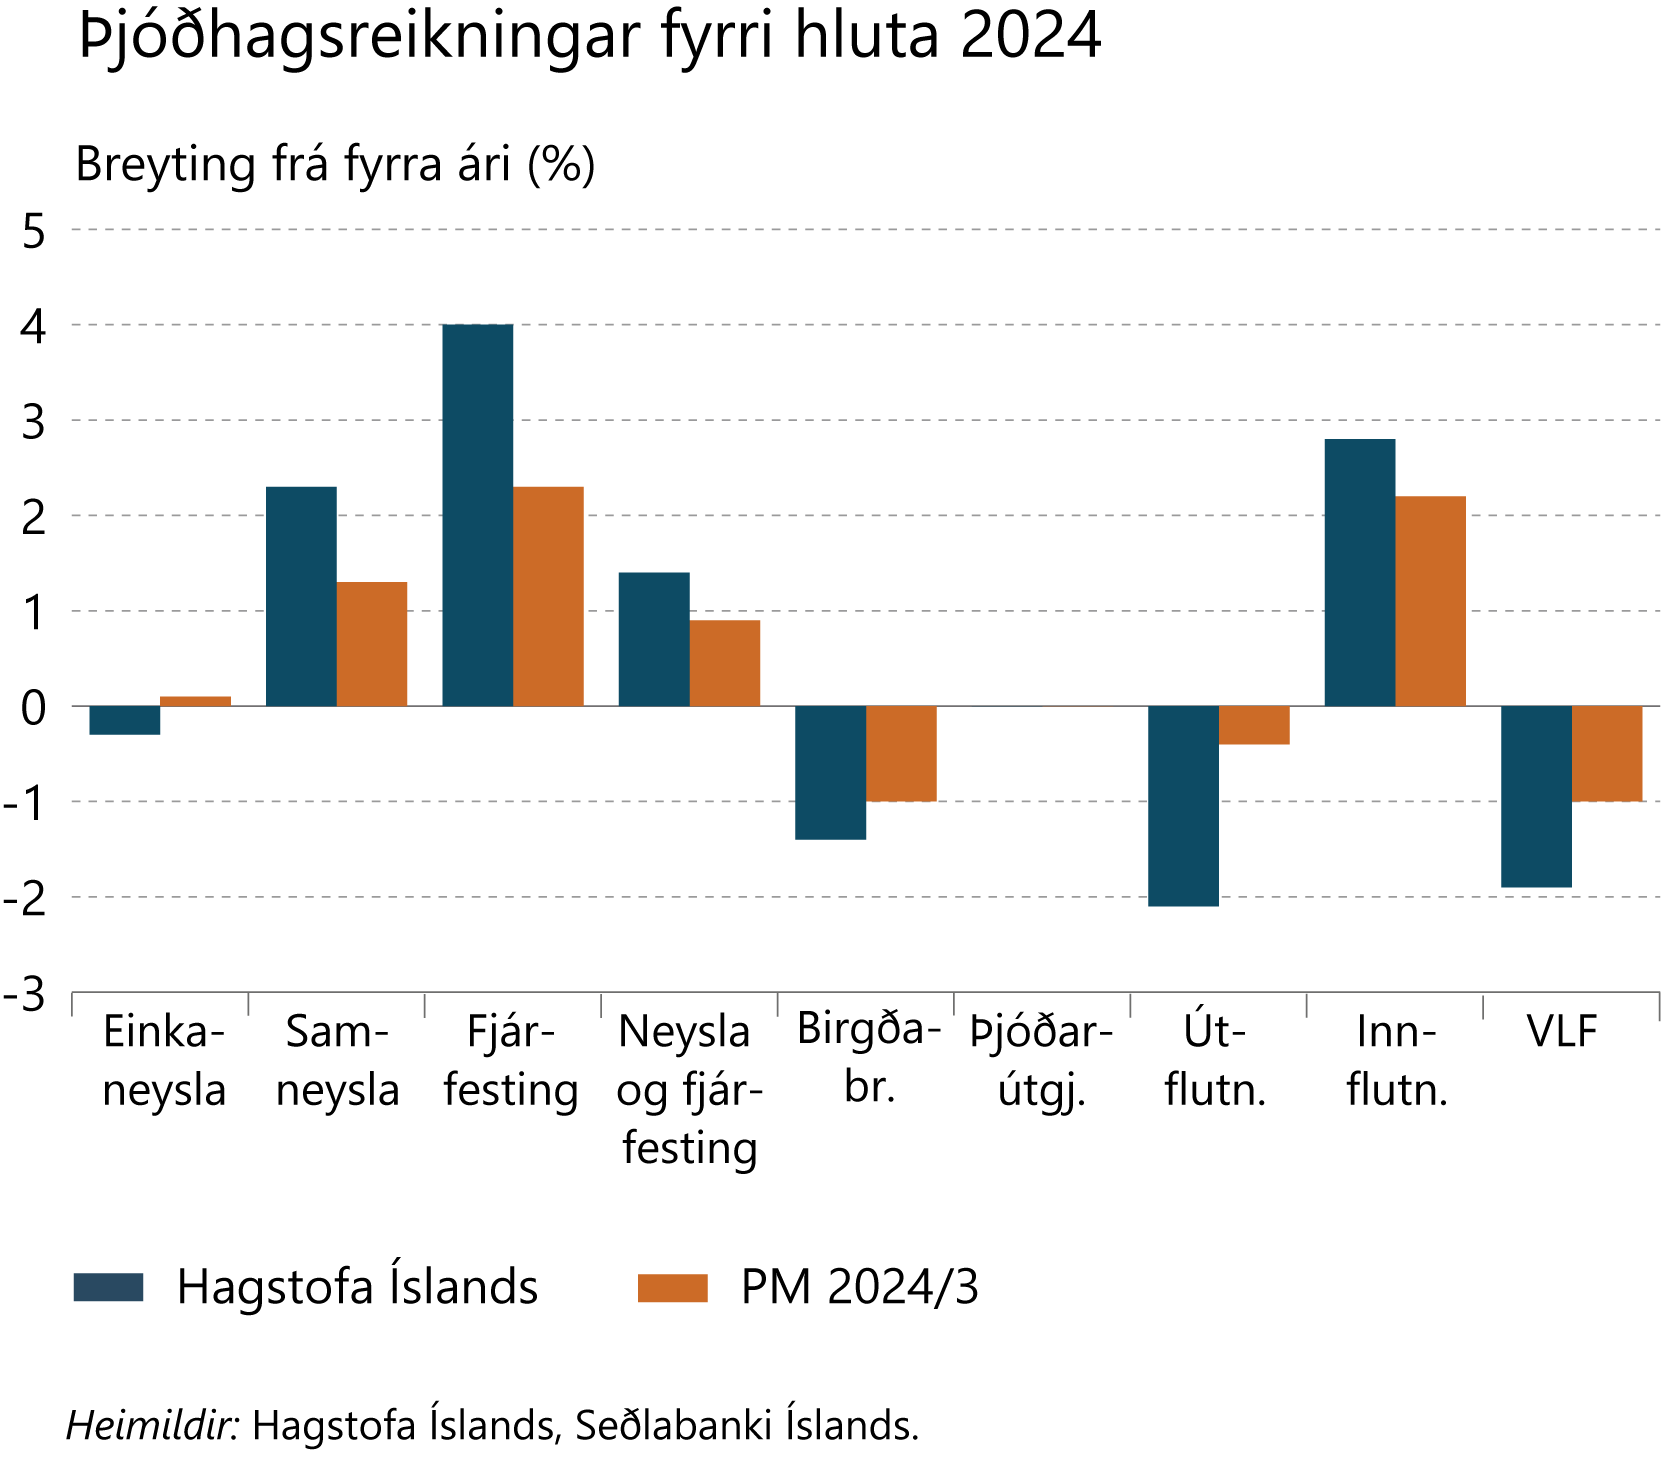 Þjóðhagsreikningar fyrri hluta 2024
Breyting frá fyrra ári (%)
5
4
3
2
1
0
-1
-2
-3
Einka-
neysla
Sam-
neysla
Fjár-
festing
Neysla
og fjár-
festing
Birgða-
br.
Þjóðar-
útgj.
Út-
flutn.
Inn-
flutn.
VLF
Hagstofa Íslands
PM 2024/3
Heimildir: Hagstofa Íslands, Seðlabanki Íslands.